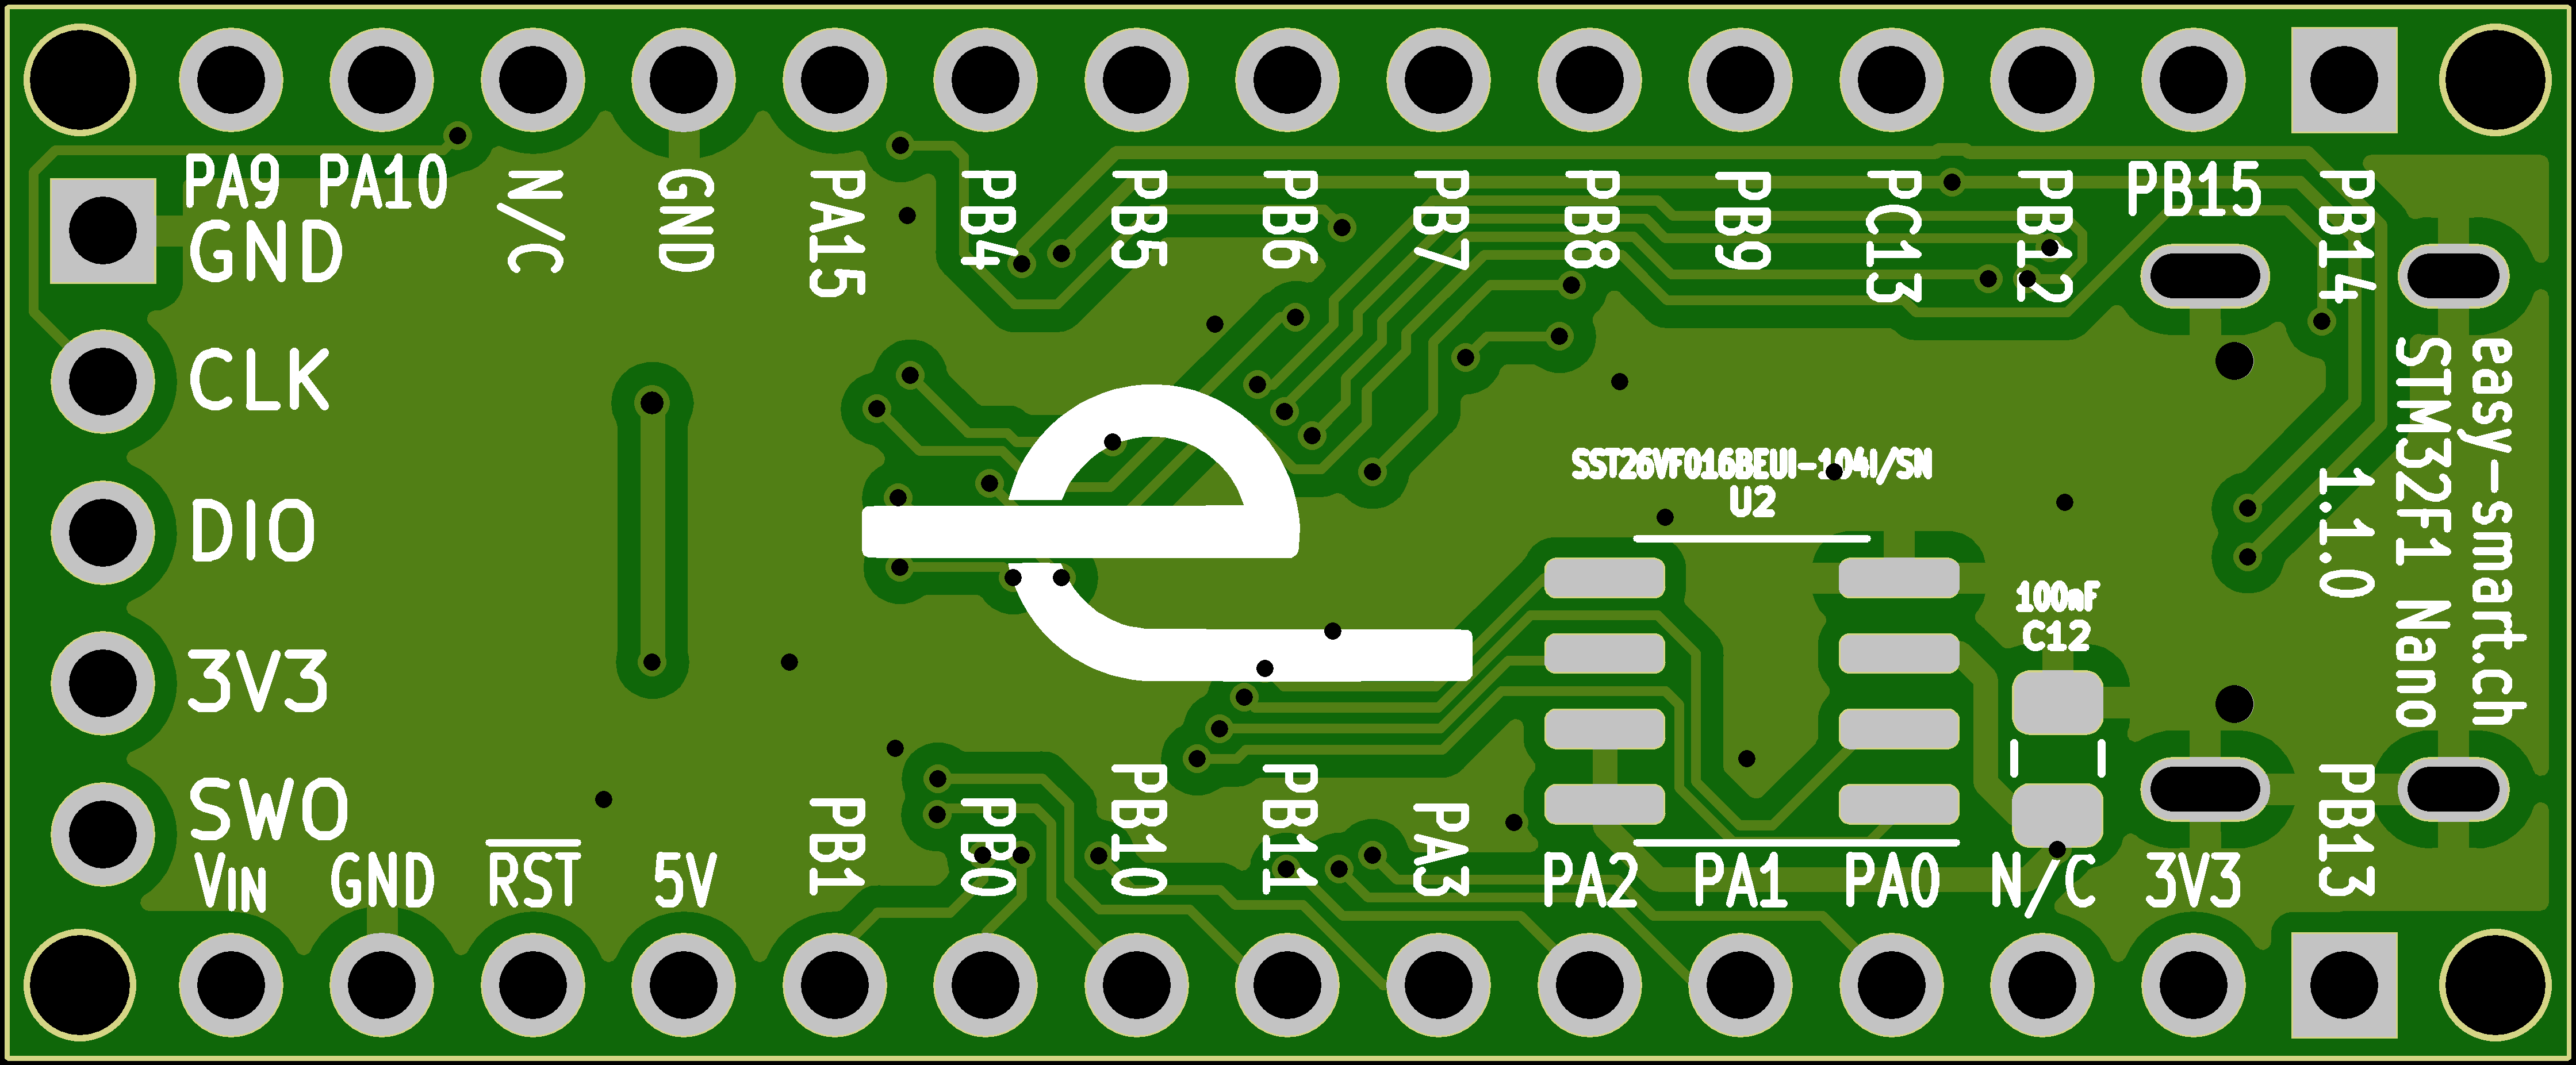 PA9 PA10 N/C GND PA15 PB4 PB5 PB6 PB7 PB8 PB9 PC13 PB12 PB15 PB14
GND
CLK
DIO
3V3
SWO
SST26VF016BEUI-104I/SN
U2
100nF
C12
easy-smart.ch
STM32F1 Nano
1.1.0
VIN GND RST 5V PB1 PB0 PB10 PB11 PA3 PA2 PA1 PA0 N/C 3V3 PB13